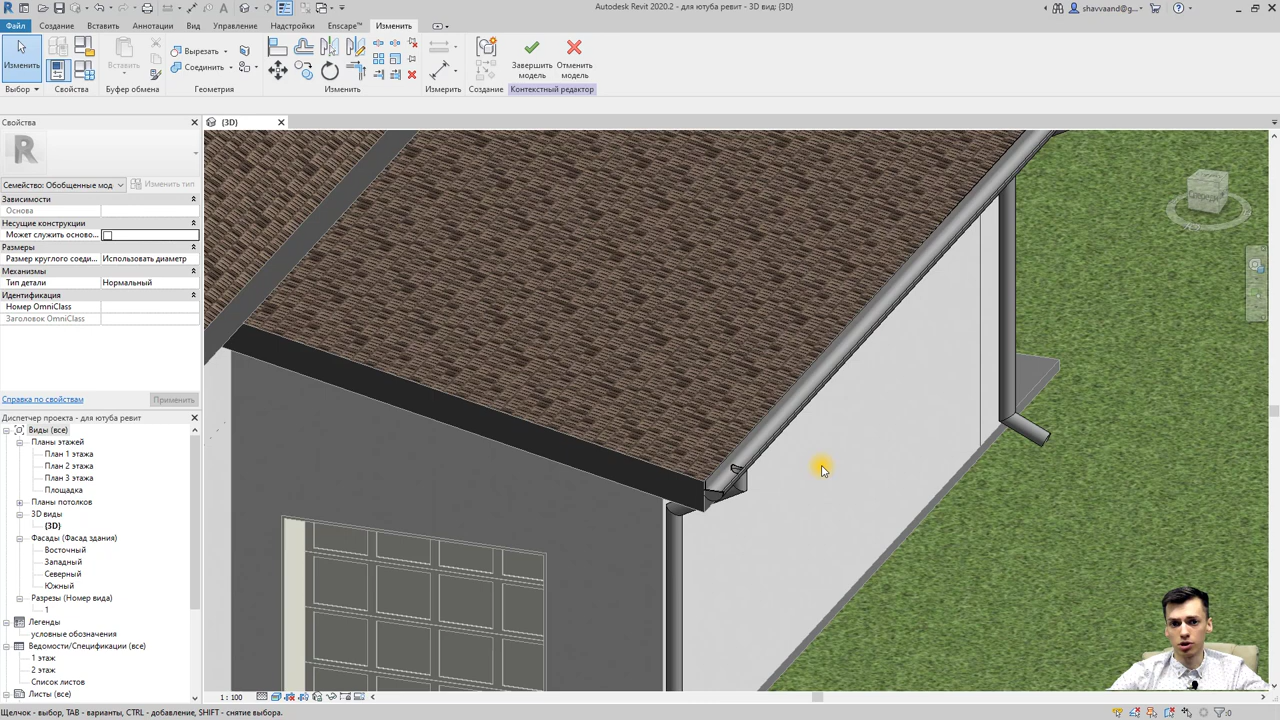 Autodesk Revit 2020.2 - для ютуба ревит - 3D вид: {3D}
shavvaand@g...
Файл Создание Вставить Аннотации Вид Управление Надстройки Enscape™ Изменить
Изменить
Вставить
Вырезать
Соединить
Завершить модель
Отменить модель
Выбор Свойства Буфер обмена Геометрия Изменить Измерить Создание Контекстный редактор
Свойства
{3D}
R
Семейство: Обобщенные мод
Изменить тип
Зависимости
Основа
Несущие конструкции
Может служить осново...
Размеры
Размер круглого соеди... Использовать диаметр
Механизмы
Тип детали Нормальный
Идентификация
Номер OmniClass
Заголовок OmniClass
Справка по свойствам
Применить
Диспетчер проекта - для ютуба ревит
Виды (все)
Планы этажей
План 1 этажа
План 2 этажа
План 3 этажа
Площадка
Планы потолков
3D виды
{3D}
Фасады (Фасад здания)
Восточный
Западный
Северный
Южный
Разрезы (Номер вида)
1
Легенды
условные обозначения
Ведомости/Спецификации (все)
1 этаж
2 этаж
Список листов
Листы (все)
1 : 100
Щелчок - выбор, TAB - варианты, CTRL - добавление, SHIFT - снятие выбора.
:0